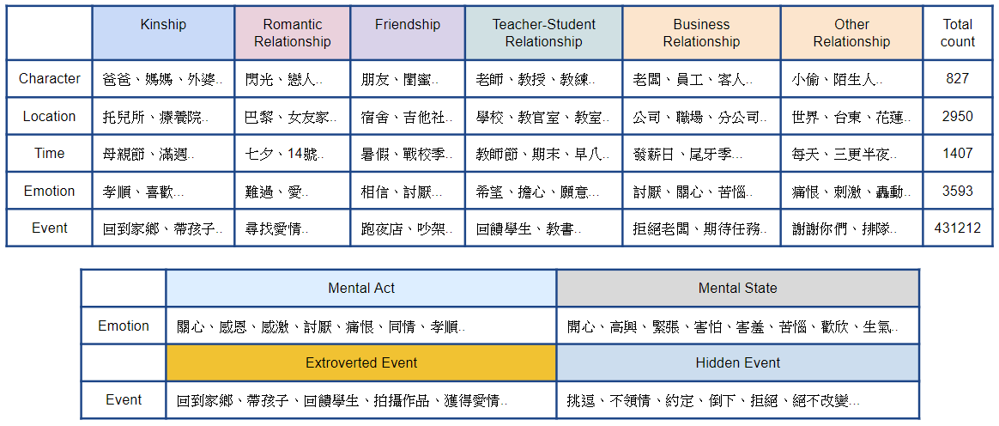 Kinship Romantic Relationship Friendship Teacher-Student Relationship Business Relationship Other Relationship Total count
Character 爸爸、媽媽、外婆.. 閃光、戀人.. 朋友、閨蜜.. 老師、教授、教練.. 老闆、員工、客人.. 小偷、陌生人.. 827
Location 托兒所、療養院.. 巴黎、女友家.. 宿舍、吉他社.. 學校、教官室、教室.. 公司、職場、分公司.. 世界、台東、花蓮.. 2950
Time 母親節、滿週.. 七夕、14號.. 暑假、戰校季.. 教師節、期末、早八.. 發薪日、尾牙季... 每天、三更半夜.. 1407
Emotion 孝順、喜歡... 難過、愛.. 相信、討厭... 希望、擔心、願意... 討厭、關心、苦惱.. 痛恨、刺激、轟動.. 3593
Event 回到家鄉、帶孩子.. 尋找愛情.. 跑夜店、吵架.. 回饋學生、教書.. 拒絕老闆、期待任務.. 謝謝你們、排隊.. 431212
Mental Act Mental State
Emotion 關心、感恩、感激、討厭、痛恨、同情、孝順.. 開心、高興、緊張、害怕、害羞、苦惱、歡欣、生氣..
Extroverted Event Hidden Event
Event 回到家鄉、帶孩子、回饋學生、拍攝作品、獲得愛情.. 挑逗、不領情、約定、倒下、拒絕、絕不改變...